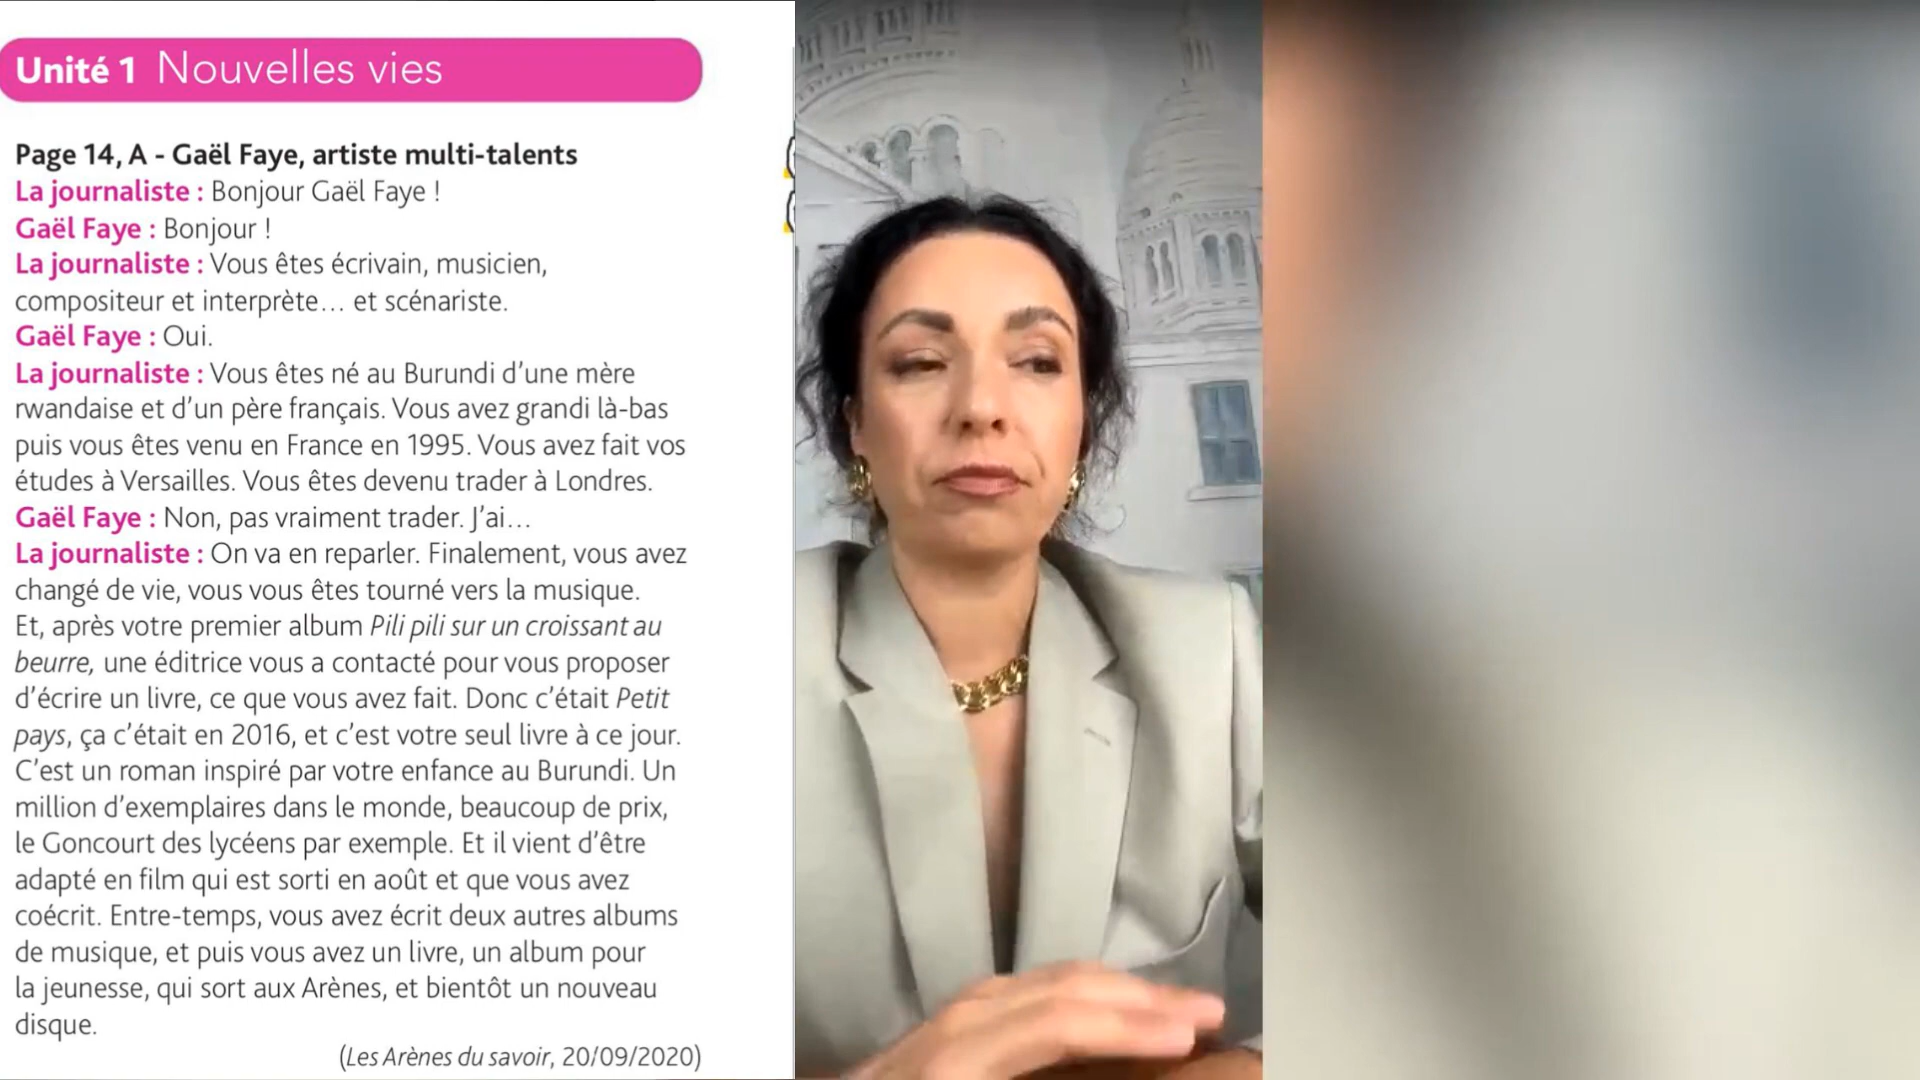 Unité 1 Nouvelles vies
Page 14, A - Gaël Faye, artiste multi-talents
La journaliste : Bonjour Gaël Faye !
Gaël Faye : Bonjour !
La journaliste : Vous êtes écrivain, musicien,
compositeur et interprète… et scénariste.
Gaël Faye : Oui.
La journaliste : Vous êtes né au Burundi d’une mère
rwandaise et d’un père français. Vous avez grandi là-bas
puis vous êtes venu en France en 1995. Vous avez fait vos
études à Versailles. Vous êtes devenu trader à Londres.
Gaël Faye : Non, pas vraiment trader. J’ai…
La journaliste : On va en reparler. Finalement, vous avez
changé de vie, vous vous êtes tourné vers la musique.
Et, après votre premier album Pili pili sur un croissant au
beurre, une éditrice vous a contacté pour vous proposer
d’écrire un livre, ce que vous avez fait. Donc c’était Petit
pays, ça c’était en 2016, et c’est votre seul livre à ce jour.
C’est un roman inspiré par votre enfance au Burundi. Un
million d’exemplaires dans le monde, beaucoup de prix,
le Goncourt des lycéens par exemple. Et il vient d’être
adapté en film qui est sorti en août et que vous avez
coécrit. Entre-temps, vous avez écrit deux autres albums
de musique, et puis vous avez un livre, un album pour
la jeunesse, qui sort aux Arènes, et bientôt un nouveau
disque.
(Les Arènes du savoir, 20/09/2020)